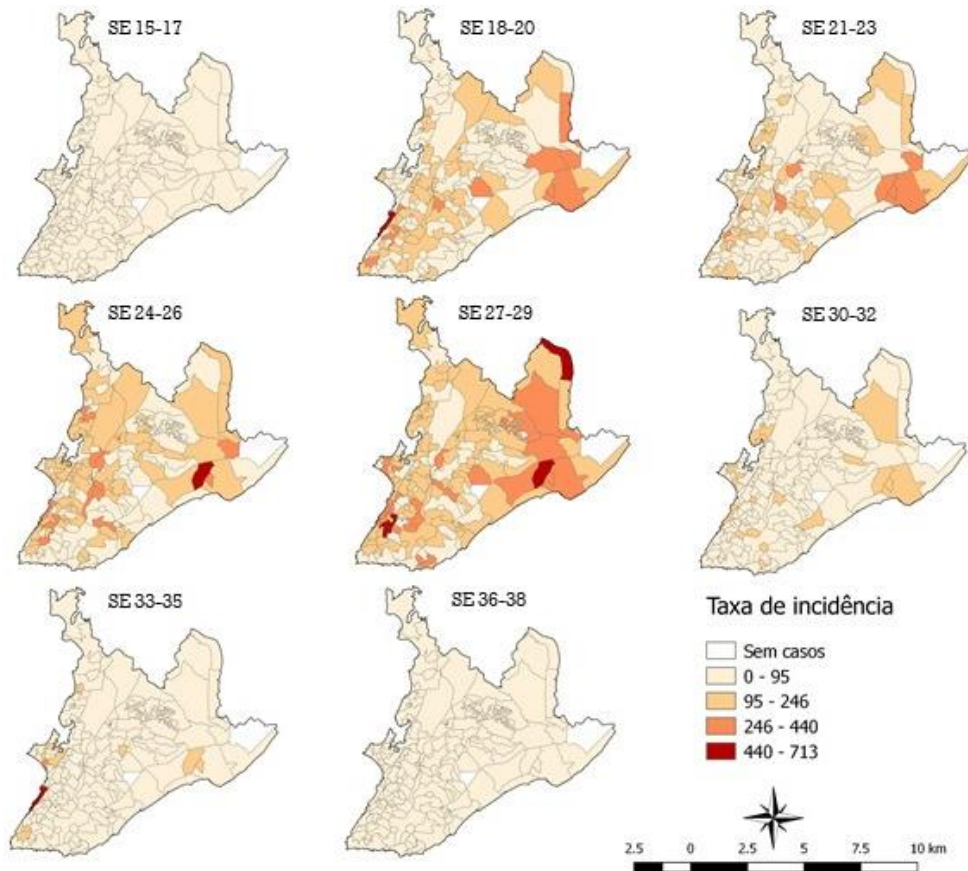 SE 15-17
SE 18-20
SE 21-23
SE 24-26
SE 27-29
SE 30-32
SE 33-35
SE 36-38
Taxa de incidência
Sem casos
0 - 95
95 - 246
246 - 440
440 - 713
2.5 0 2.5 5 7.5 10 km